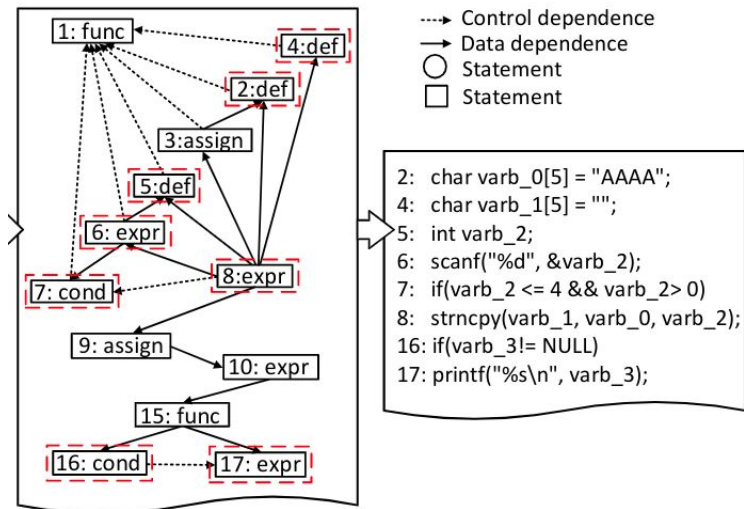 1: func
4:def
2:def
3:assign
5:def
6: expr
8:expr
7: cond
9: assign
10: expr
15: func
16: cond
17: expr
Control dependence
Data dependence
Statement
Statement
2: char varb_0[5] = "AAAA";
4: char varb_1[5] = "";
5: int varb_2;
6: scanf("%d", &varb_2);
7: if(varb_2 <= 4 && varb_2> 0)
8: strncpy(varb_1, varb_0, varb_2);
16: if(varb_3!= NULL)
17: printf("%s\n", varb_3);